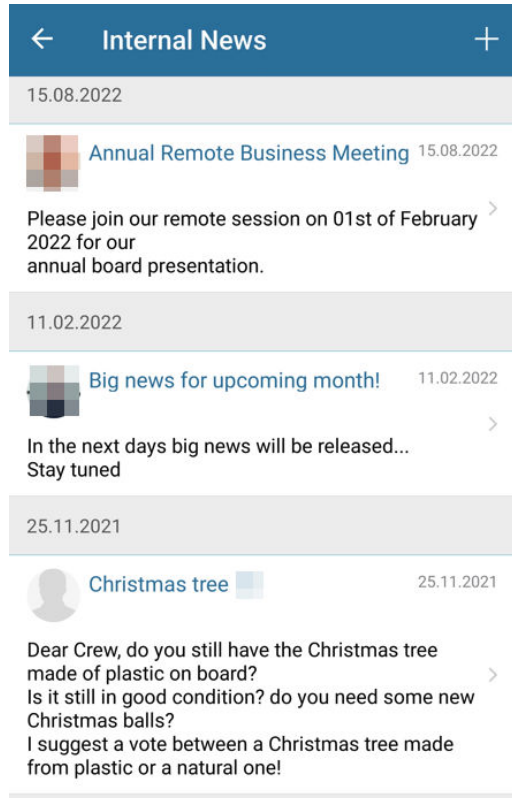 Internal News
15.08.2022
Annual Remote Business Meeting 15.08.2022
Please join our remote session on 01st of February
2022 for our
annual board presentation.
11.02.2022
Big news for upcoming month! 11.02.2022
In the next days big news will be released...
Stay tuned
25.11.2021
Christmas tree 25.11.2021
Dear Crew, do you still have the Christmas tree
made of plastic on board?
Is it still in good condition? do you need some new
Christmas balls?
I suggest a vote between a Christmas tree made
from plastic or a natural one!